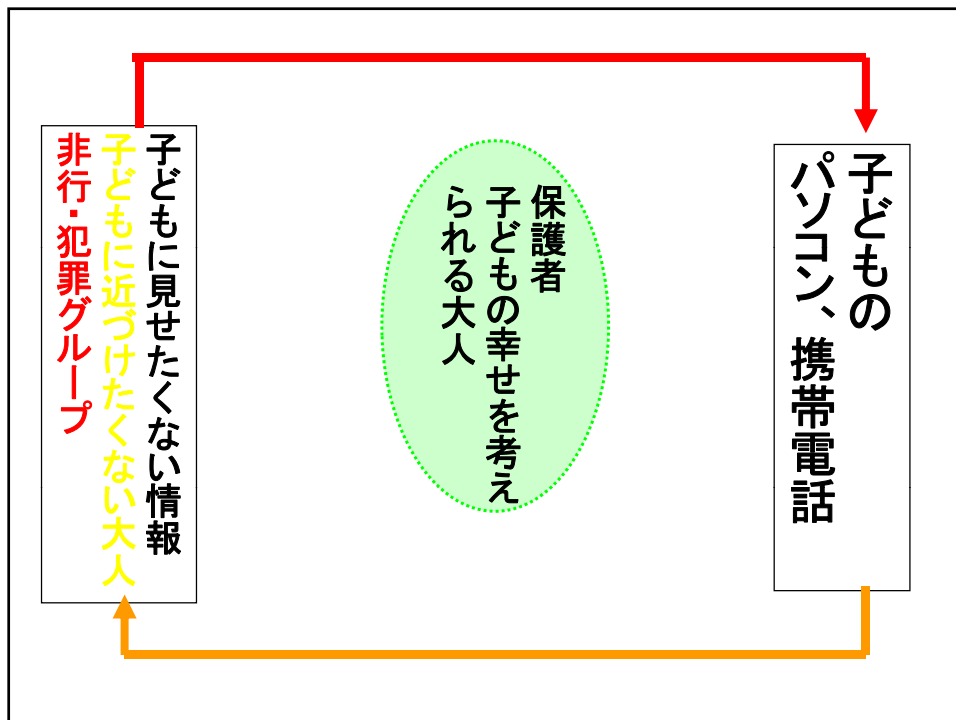 子どもの
パソコン、携帯電話
保護者
子どもの幸せを考え
られる大人
子どもに見せたくない情報
子どもに近づけたくない大人
非行・犯罪グループ